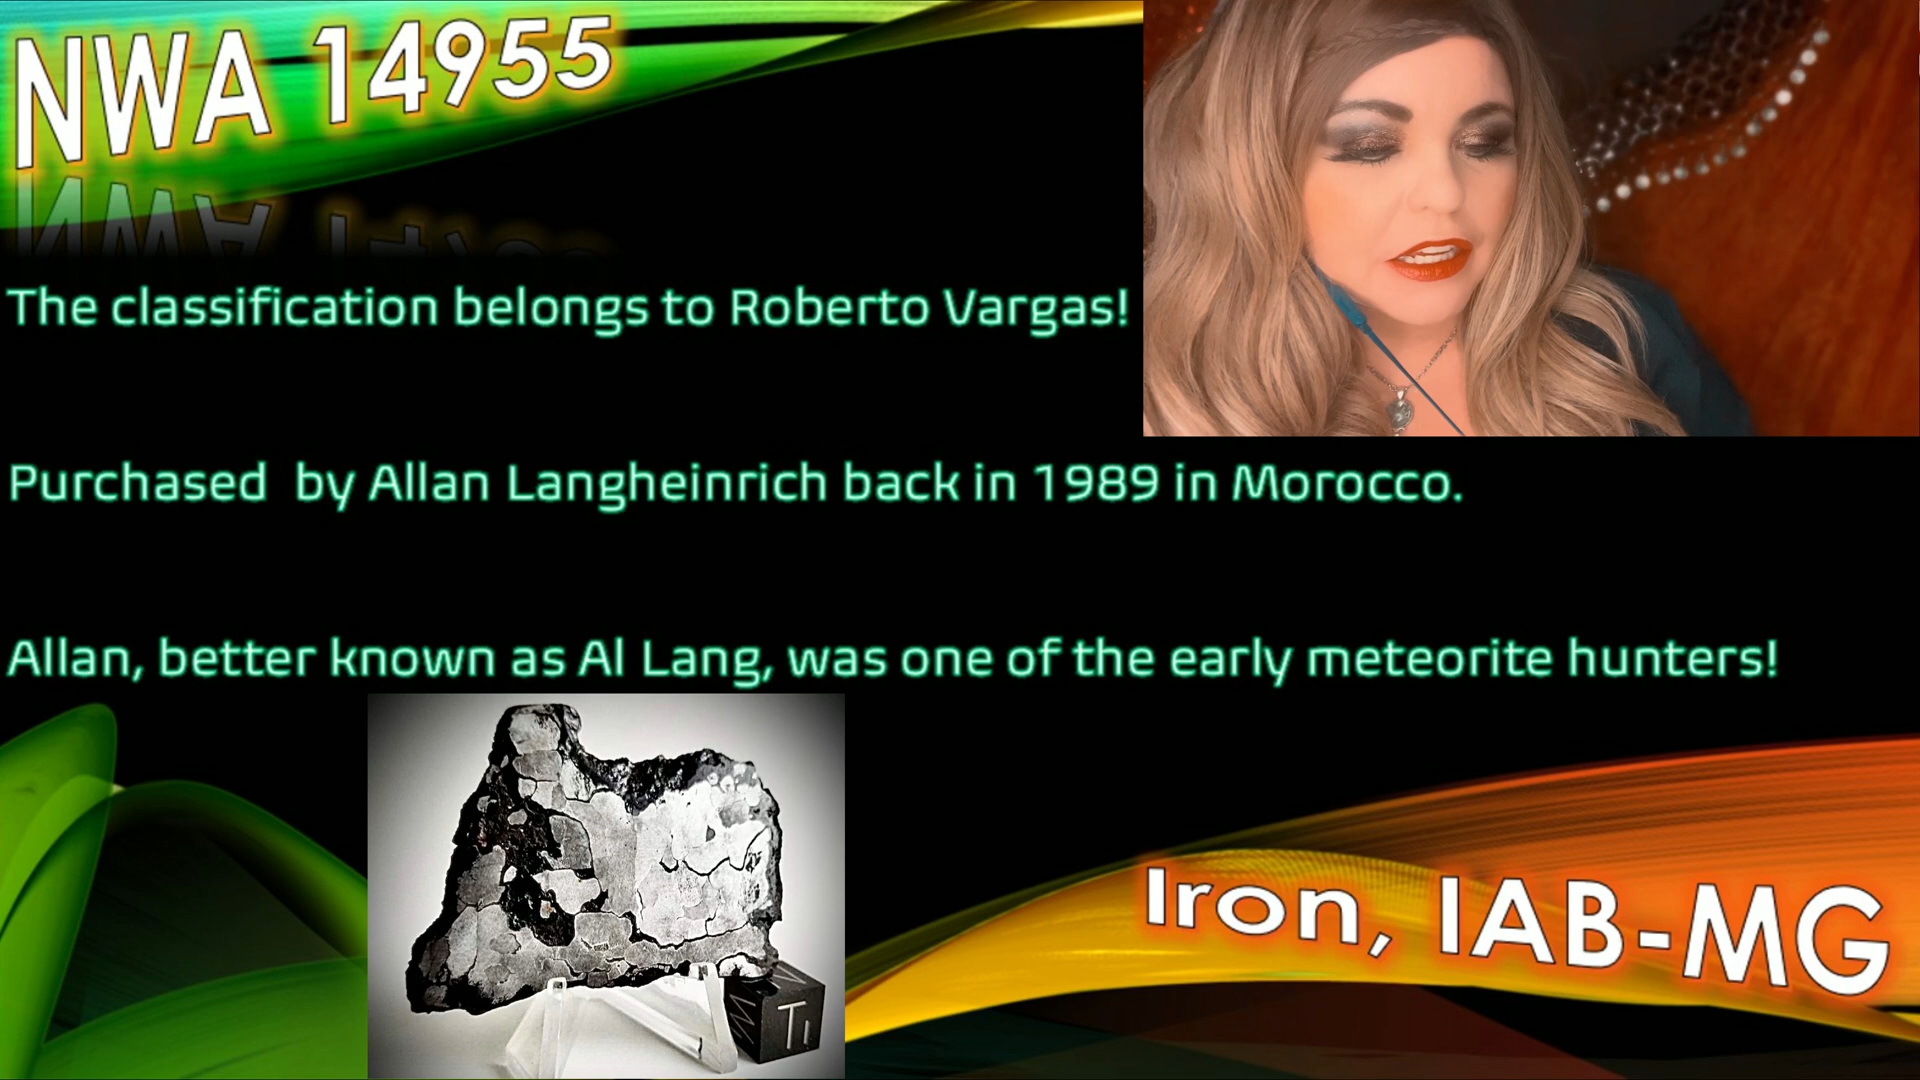 NWA 14955
The classification belongs to Roberto Vargas!
Purchased  by Allan Langheinrich back in 1989 in Morocco.
Allan, better known as Al Lang, was one of the early meteorite hunters!
Iron, IAB-MG
W
N
TI